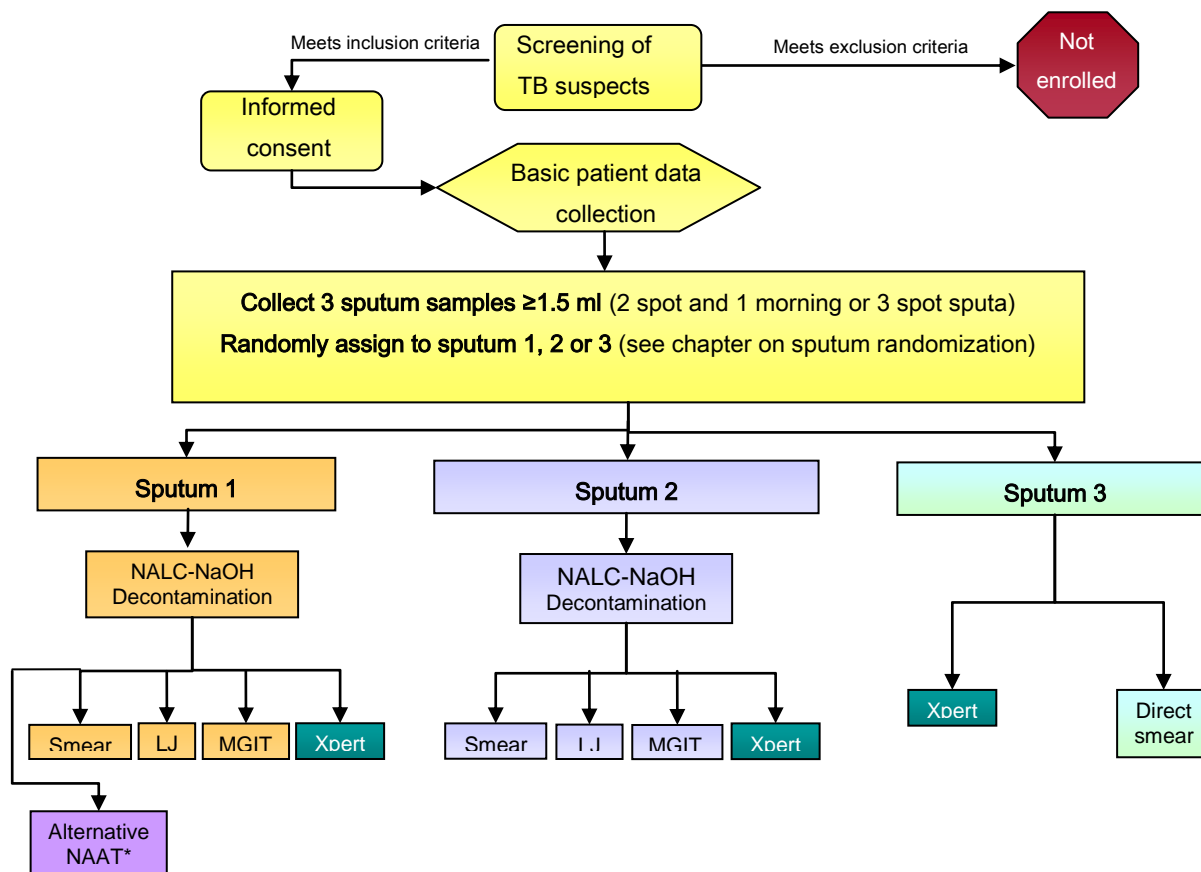 Meets inclusion criteria
Screening of
TB suspects
Meets exclusion criteria
Not
enrolled
Informed
consent
Basic patient data
collection
Collect 3 sputum samples ≥1.5 ml (2 spot and 1 morning or 3 spot sputa)
Randomly assign to sputum 1, 2 or 3 (see chapter on sputum randomization)
Sputum 1
Sputum 2
Sputum 3
NALC-NaOH
Decontamination
NALC-NaOH
Decontamination
Smear
LJ
MGIT
Xpert
Smear
LJ
MGIT
Xpert
Xpert
Direct
smear
Alternative
NAAT*